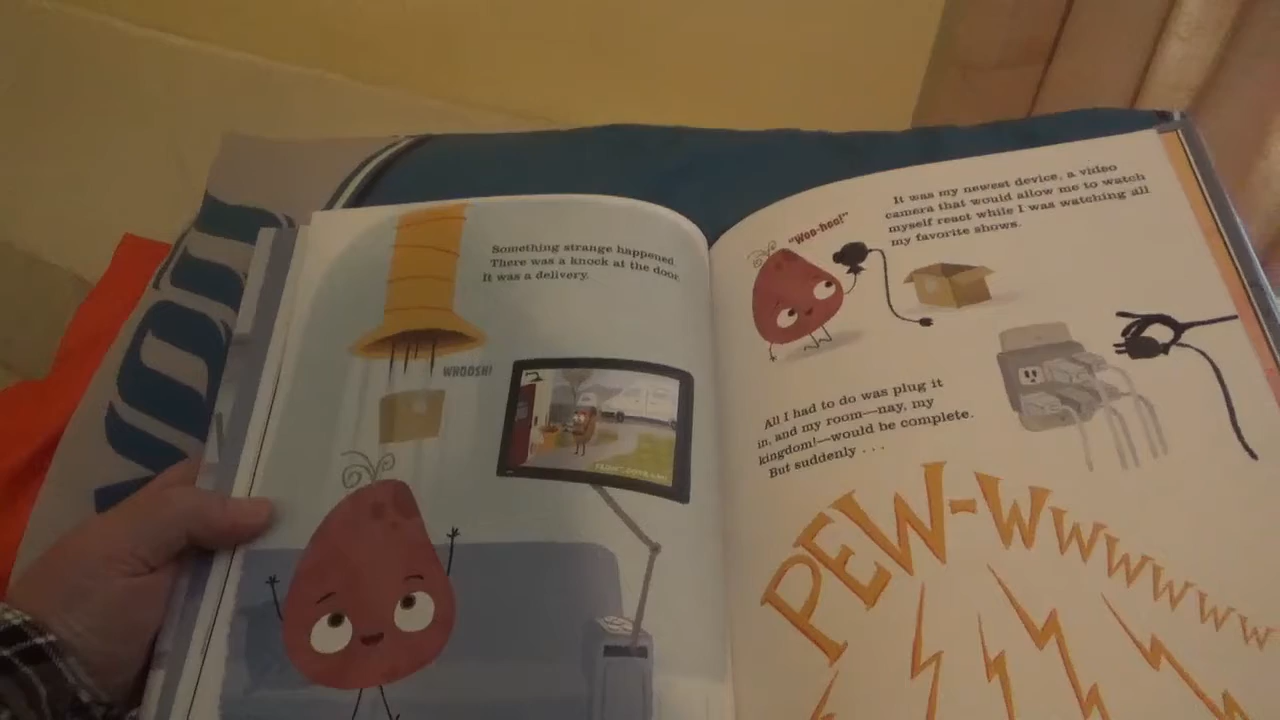 Something strange happened.
There was a knock at the door.
It was a delivery.
WHOOSH!
"Woo-hoo!"
It was my newest device, a video
camera that would allow me to watch
myself react while I was watching all
my favorite shows.
All I had to do was plug it
in, and my room—nay, my
kingdom!—would be complete.
But suddenly . . .
PEW-WWWWWWWW